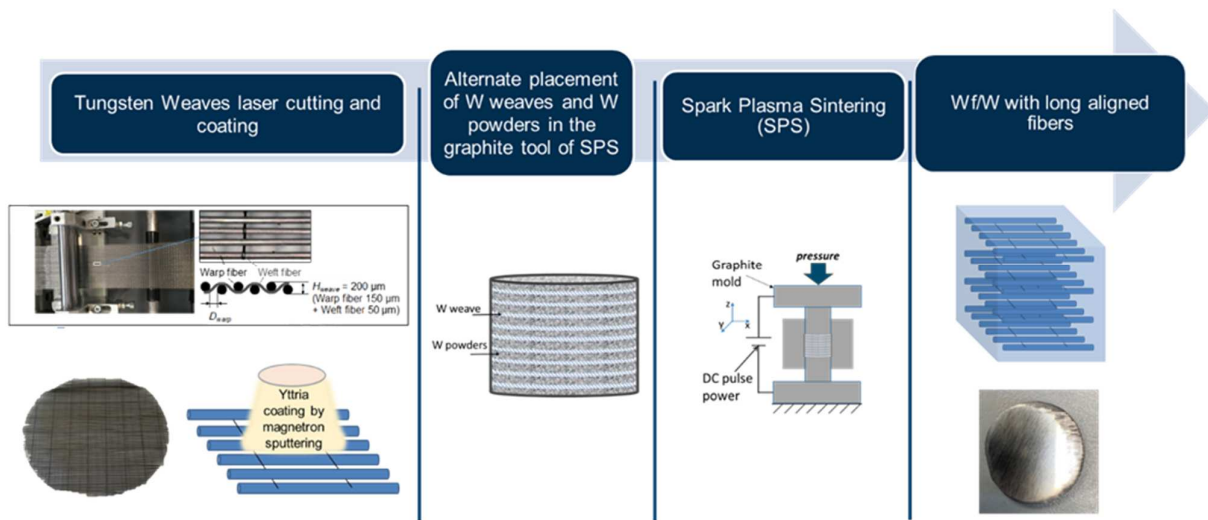 Tungsten Weaves laser cutting and
coating
Alternate placement
of W weaves and W
powders in the
graphite tool of SPS
Spark Plasma Sintering
(SPS)
Wf/W with long aligned
fibers
Warp fiber
Weft fiber
Hweave = 200 µm
(Warp fiber 150 µm
+ Weft fiber 50 µm)
Dwarp
Yttria
coating by
magnetron
sputtering
W weave
W powders
pressure
Graphite
mold
z
Y
x
DC pulse
power